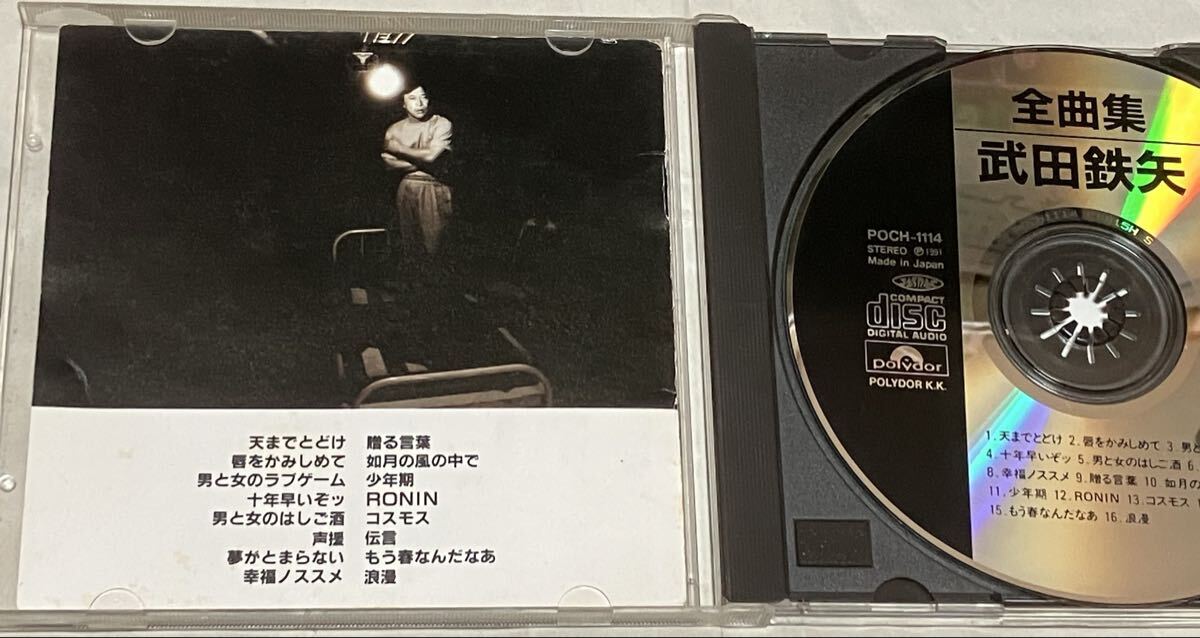 天までとどけ
唇をかみしめて
男と女のラブゲーム
十年早いぞッ
男と女のはしご酒
声援
夢がとまらない
幸福ノススメ
贈る言葉
如月の風の中で
少年期
RONIN
コスモス
伝言
もう春なんだなあ
浪漫
全曲集
武田鉄矢
POCH-1114
STEREO Ⓟ1991
Made in Japan
COMPACT
disc
DIGITAL AUDIO
polydor
POLYDOR K.K.
1.天までとどけ 2.唇をかみしめて 3.男と
4.十年早いぞッ 5.男と女のはしご酒 6.
8.幸福ノススメ 9.贈る言葉 10.如月の
11.少年期 12.RONIN 13.コスモス
15.もう春なんだなあ 16.浪漫